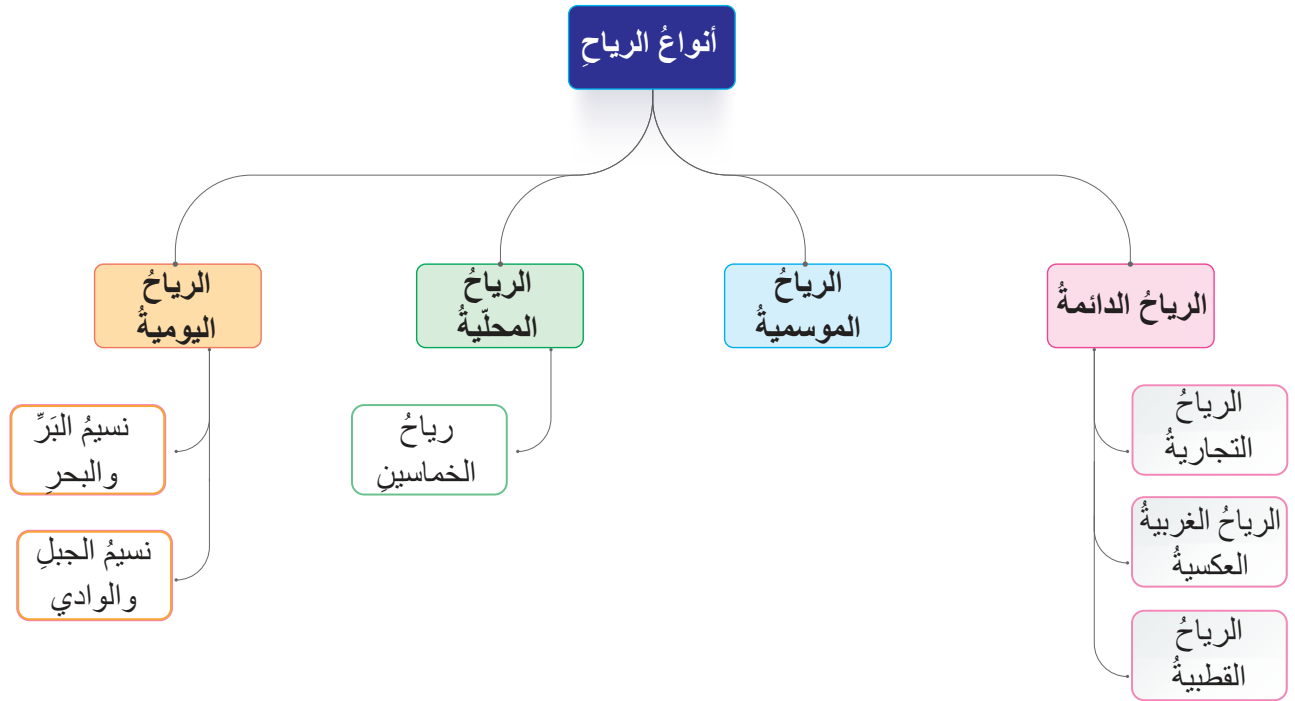 أنواعُ الرياحِ
الرياحُ الدائمةُ
الرياحُ
الموسميةُ
الرياحُ
المحلّيةُ
الرياحُ
اليوميةُ
الرياحُ
التجاريةُ
الرياحُ الغربيةُ
العكسيةُ
الرياحُ
القطبيةُ
رياحُ
الخماسينِ
نسيمُ البَرِّ
والبحرِ
نسيمُ الجبلِ
والوادي